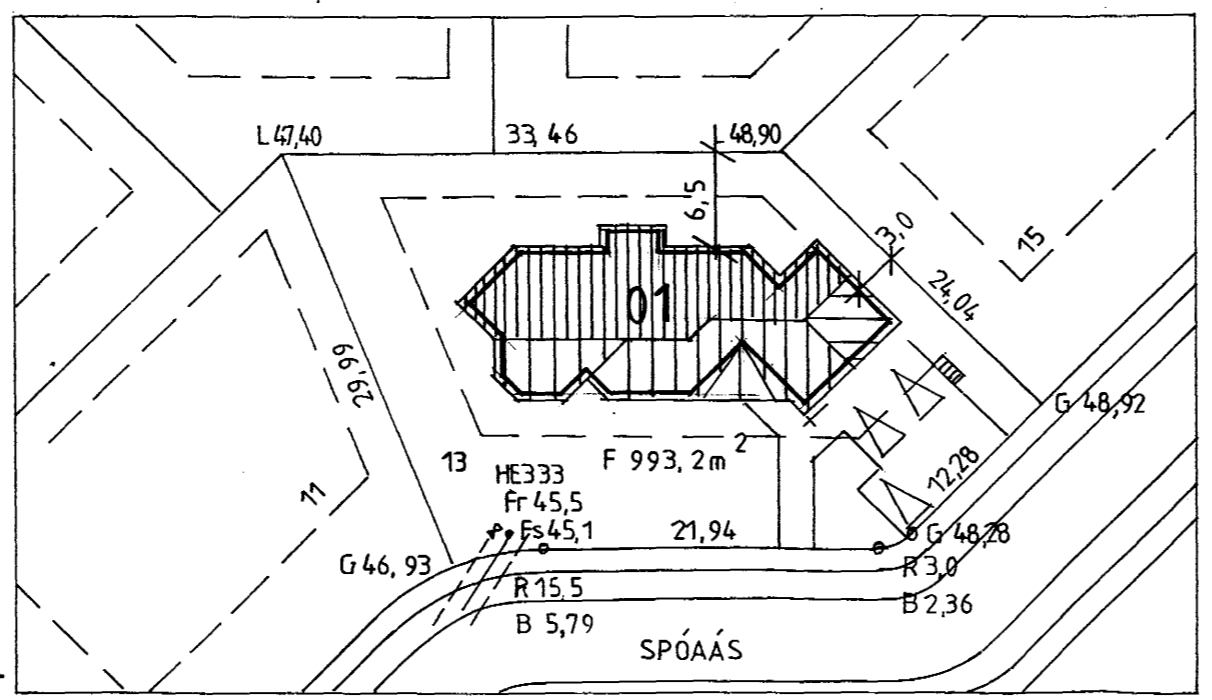 L 47,40
33,46
L 48,90
6,5
3,0
15
24,04
01
29,99
G 48,92
13
F 993,2m²
11
HE333
Fr 45,5
Fs 45,1
21,94
12,28
G 48,28
G 46,93
R 3,0
R 15,5
B 2,36
B 5,79
SPÓAÁS